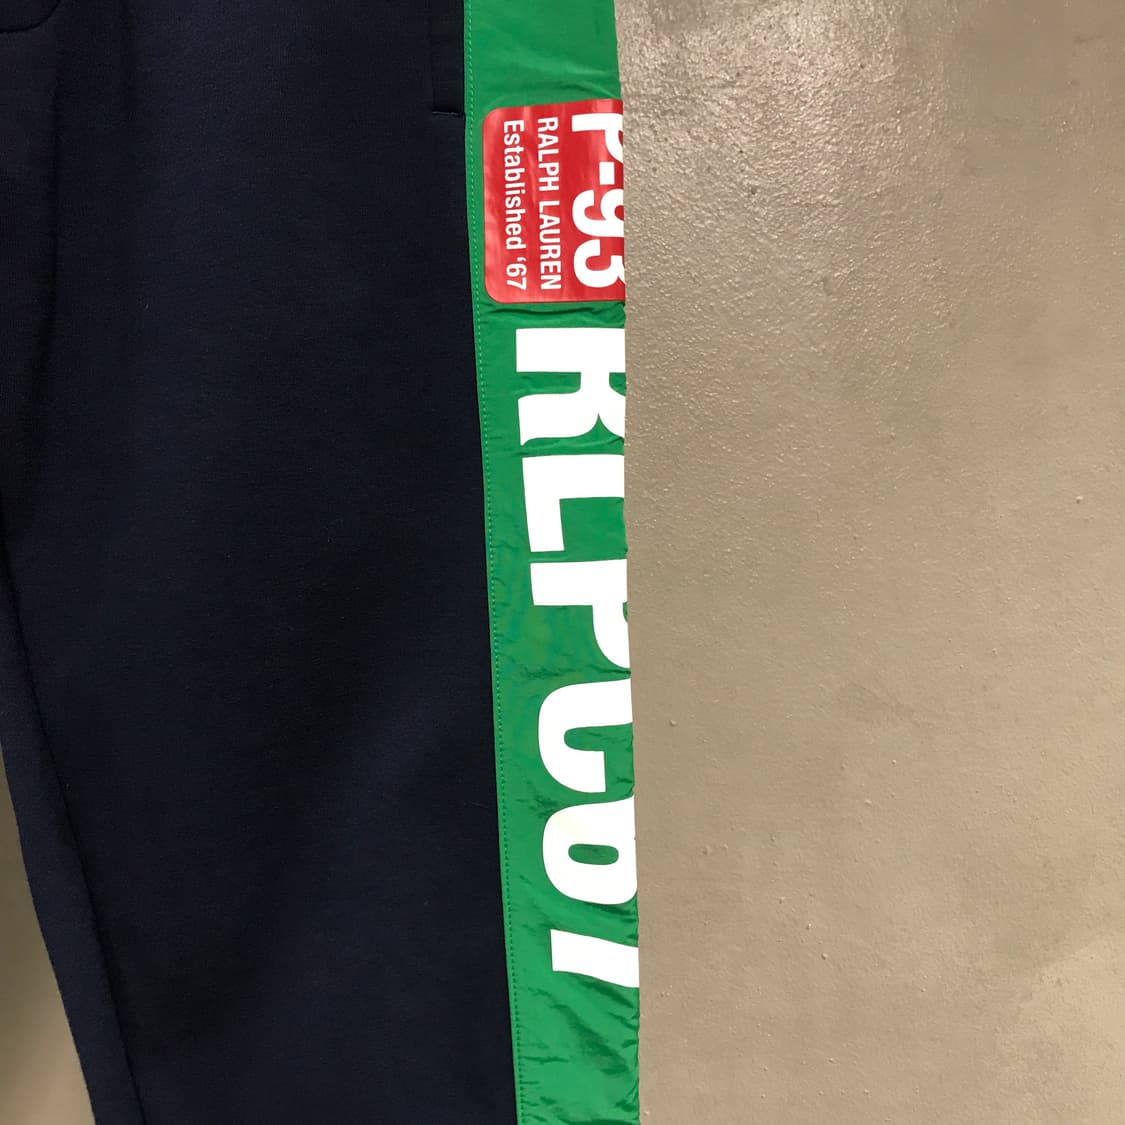 P-93
RALPH LAUREN
Established '67
RLPC67